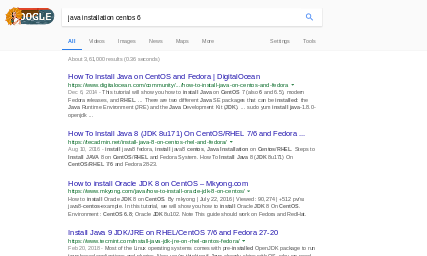 OOGLE
java installation centos 6
All Videos Images News Maps More Settings Tools
About 3,61,000 results (0.36 seconds)
How To Install Java on CentOS and Fedora | DigitalOcean
https://www.digitalocean.com/community/.../how-to-install-java-on-centos-and-fedora
Dec 6, 2014 - This tutorial will show you how to install Java on CentOS 7 (also 6 and 6.5), modern
Fedora releases, and RHEL. ... There are two different Java SE packages that can be installed: the
Java Runtime Environment (JRE) and the Java Development Kit (JDK). ... sudo yum install java-1.8.0-
openjdk ...
How To Install Java 8 (JDK 8u171) On CentOS/RHEL 7/6 and Fedora ...
https://tecadmin.net/install-java-8-on-centos-rhel-and-fedora/
Aug 10, 2018 - install java8 fedora, install java8 centos, Java Installation on Centos/RHEL. Steps to
Install JAVA 8 on CentOS/RHEL and Fedora System. How To Install Java 8 (JDK 8u171) On
CentOS/RHEL 7/6 and Fedora 28-23.
How to install Oracle JDK 8 on CentOS – Mkyong.com
https://www.mkyong.com/java/how-to-install-oracle-jdk-8-on-centos/
How to install Oracle JDK 8 on CentOS. By mkyong | July 22, 2016 | Viewed: 90,274 | +512 pv/w.
java8-centos-example. In this tutorial, we will show you how to install Oracle JDK 8 On CentOS.
Environment : CentOS 6.8; Oracle JDK 8u102. Note This guide should work on Fedora and RedHat.
Install Java 9 JDK/JRE on RHEL/CentOS 7/6 and Fedora 27-20
https://www.tecmint.com/install-java-jdk-jre-on-rhel-centos-fedora/
Feb 20, 2018 - Most of the Linux operating systems comes with pre-installed OpenJDK package to run